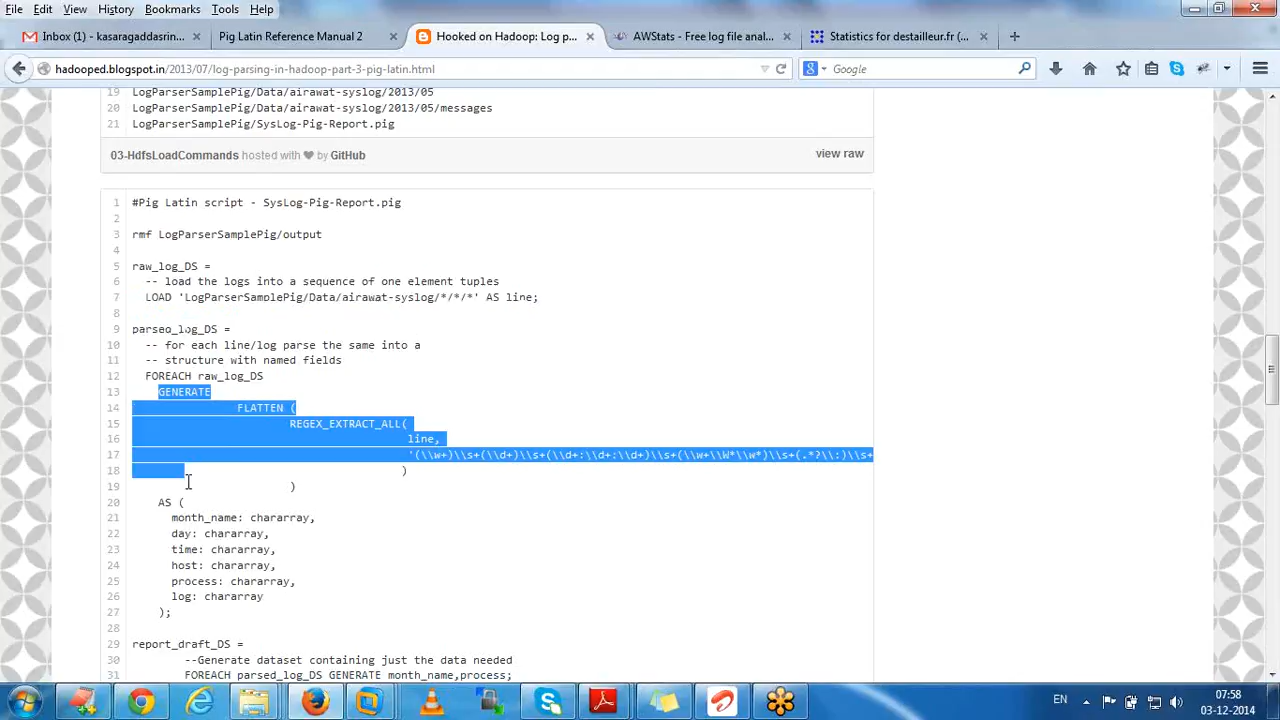 File Edit View History Bookmarks Tools Help
Inbox (1) - kasaragaddasrin... × Pig Latin Reference Manual 2 × Hooked on Hadoop: Log p... × AWStats - Free log file anal... × Statistics for destailleur.fr (... ×
hadooped.blogspot.in/2013/07/log-parsing-in-hadoop-part-3-pig-latin.html Google
19 LogParserSamplePig/Data/airawat-syslog/2013/05
20 LogParserSamplePig/Data/airawat-syslog/2013/05/messages
21 LogParserSamplePig/SysLog-Pig-Report.pig
03-HdfsLoadCommands hosted with ❤ by GitHub view raw
1 #Pig Latin script - SysLog-Pig-Report.pig
2
3 rmf LogParserSamplePig/output
4
5 raw_log_DS =
6 -- load the logs into a sequence of one element tuples
7 LOAD 'LogParserSamplePig/Data/airawat-syslog/*/*/*' AS line;
8
9 parsed_log_DS =
10 -- for each line/log parse the same into a
11 -- structure with named fields
12 FOREACH raw_log_DS
13 GENERATE
14 FLATTEN (
15 REGEX_EXTRACT_ALL(
16 line,
17 '(\\w+)\\s+(\\d+)\\s+(\\d+:\\d+:\\d+)\\s+(\\w+\\W*\\w*)\\s+(.*?\\:)\\s+
18 )
19 )
20 AS (
21 month_name: chararray,
22 day: chararray,
23 time: chararray,
24 host: chararray,
25 process: chararray,
26 log: chararray
27 );
28
29 report_draft_DS =
30 --Generate dataset containing just the data needed
31 FOREACH parsed_log_DS GENERATE month_name,process;
EN 07:58
03-12-2014